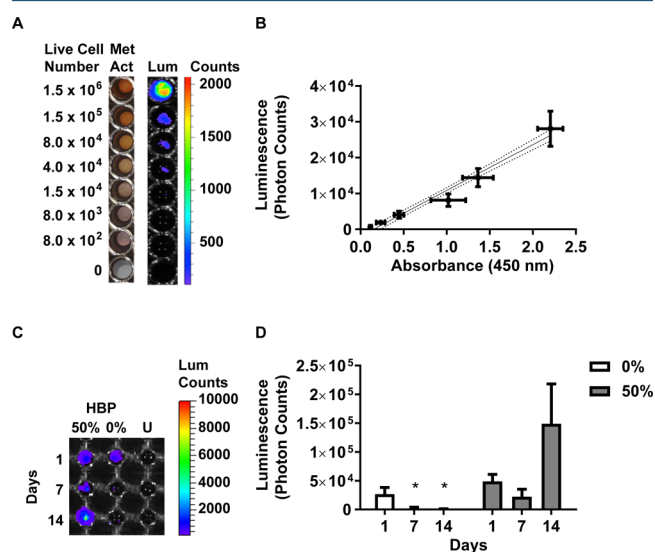 A
Live Cell Met
Number Act Lum Counts
1.5 x 10⁶
1.5 x 10⁵
8.0 x 10⁴
4.0 x 10⁴
1.5 x 10⁴
8.0 x 10³
8.0 x 10²
0
2000
1500
1000
500
B
Luminescence
(Photon Counts)
4×10⁴
3×10⁴
2×10⁴
1×10⁴
0
0.0 0.5 1.0 1.5 2.0 2.5
Absorbance (450 nm)
C
HBP
50% 0% U
Days
1
7
14
Lum
Counts
10000
8000
6000
4000
2000
D
Luminescence
(Photon Counts)
2.5×10⁵
2.0×10⁵
1.5×10⁵
1.0×10⁵
5×10⁴
0
* *
1 7 14 1 7 14
Days
0%
50%